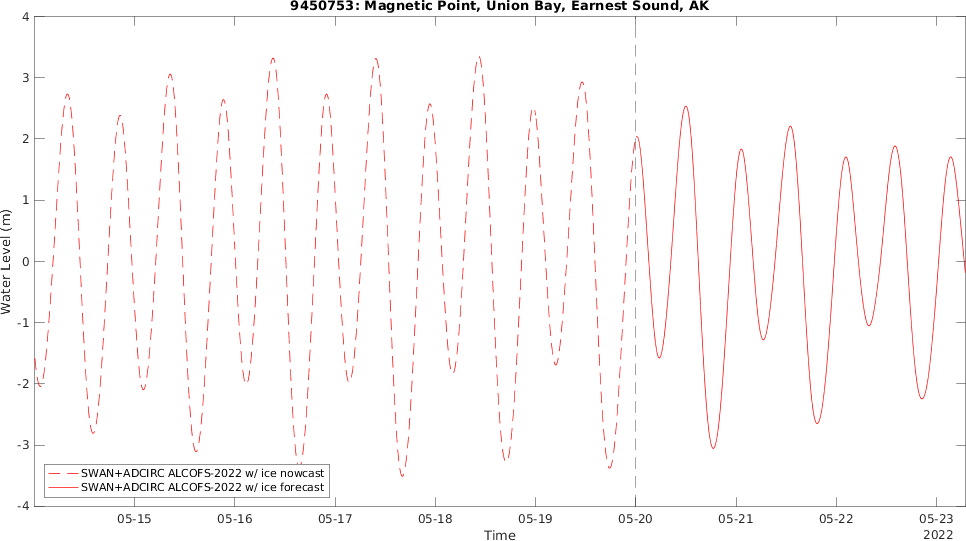 9450753: Magnetic Point, Union Bay, Earnest Sound, AK
4
3
2
1
0
-1
-2
-3
-4
Water Level (m)
SWAN+ADCIRC ALCOFS-2022 w/ ice nowcast
SWAN+ADCIRC ALCOFS-2022 w/ ice forecast
05-15 05-16 05-17 05-18 05-19 05-20 05-21 05-22 05-23
Time
2022